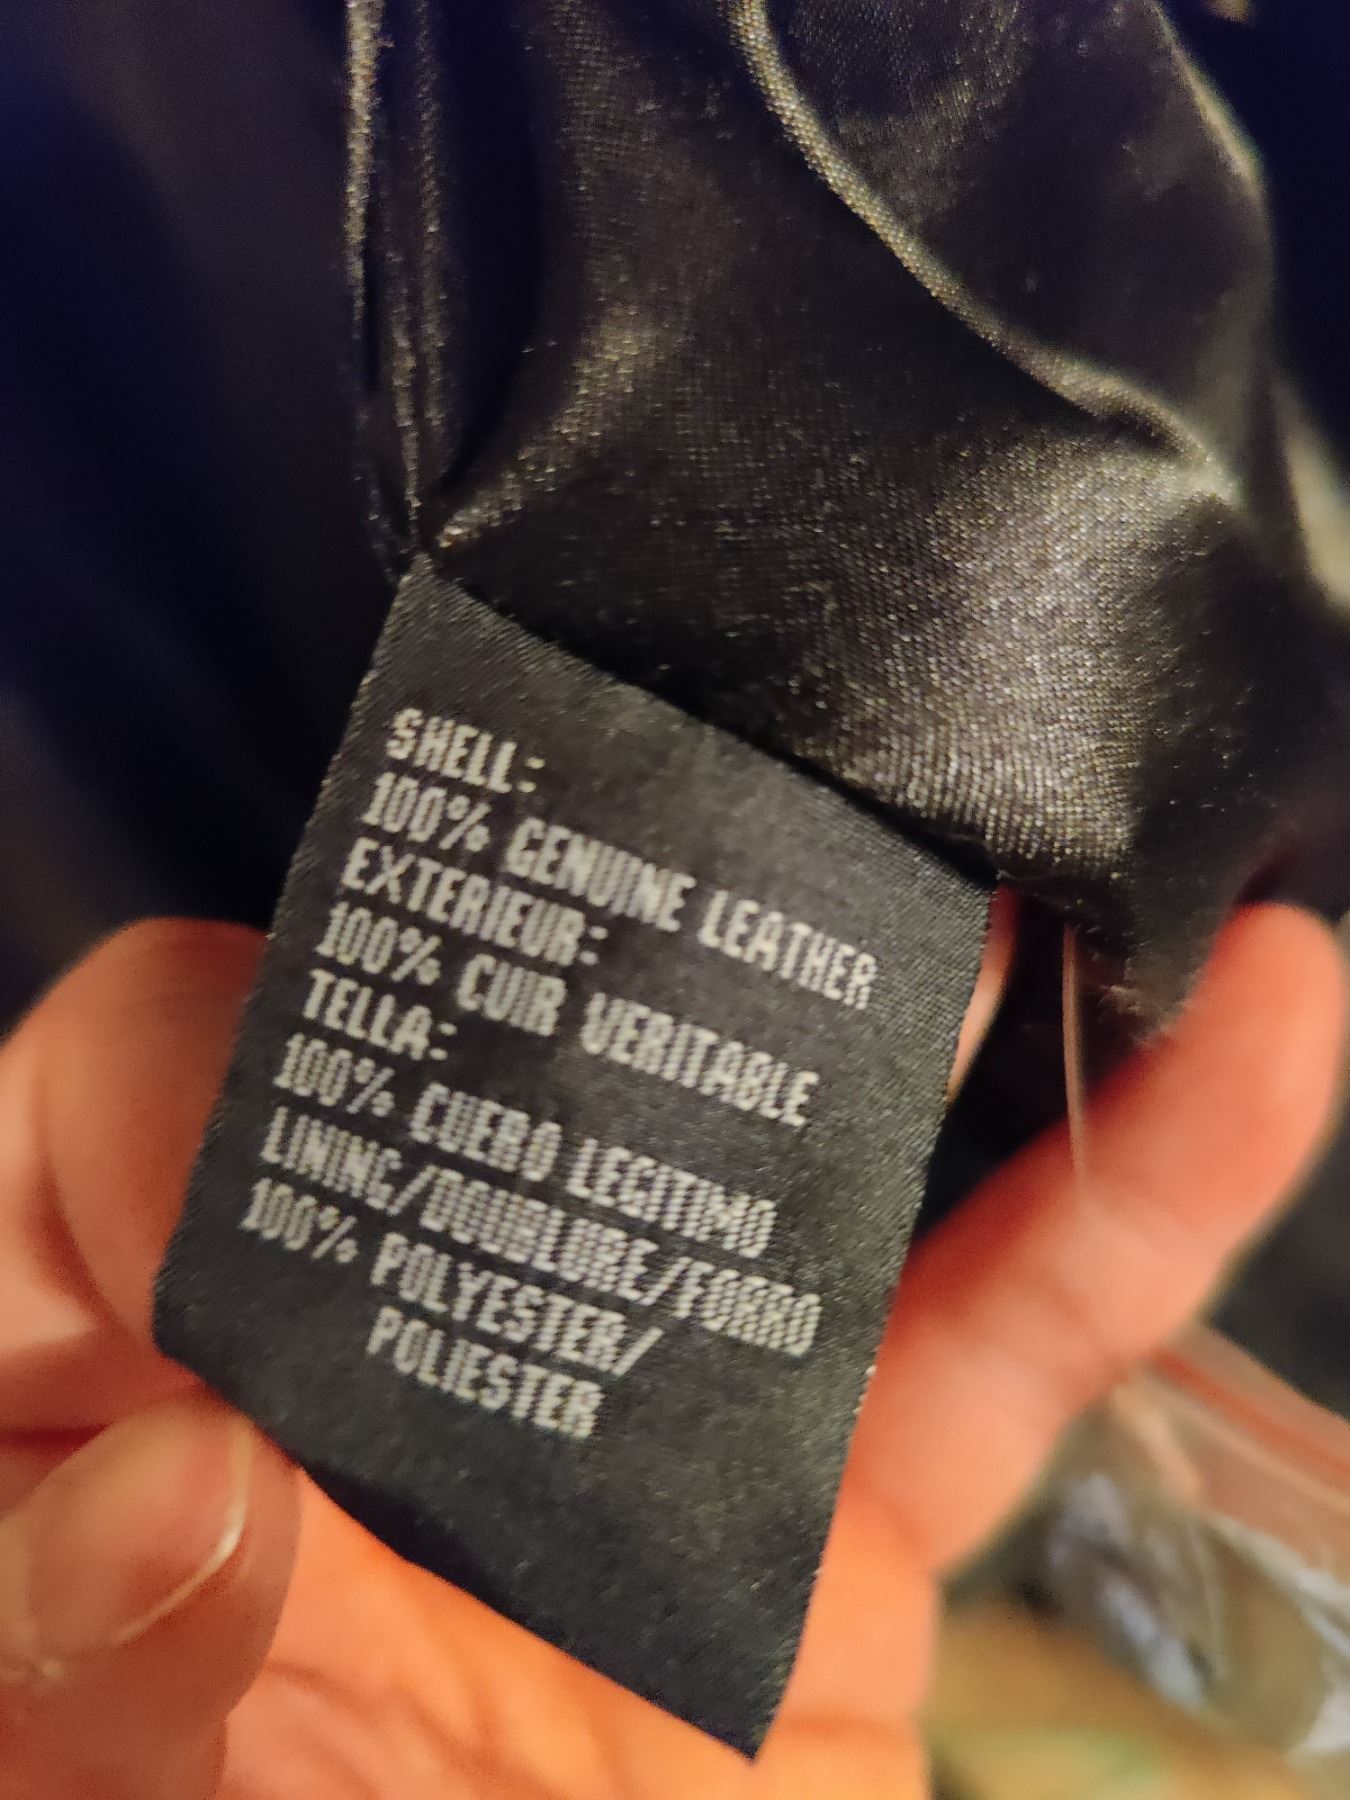 SHELL:
100% GENUINE LEATHER
EXTERIEUR:
100% CUIR VERITABLE
TELLA:
100% CUERO LEGITIMO
LINING/DOUBLURE/FORRO
100% POLYESTER/
POLIESTER